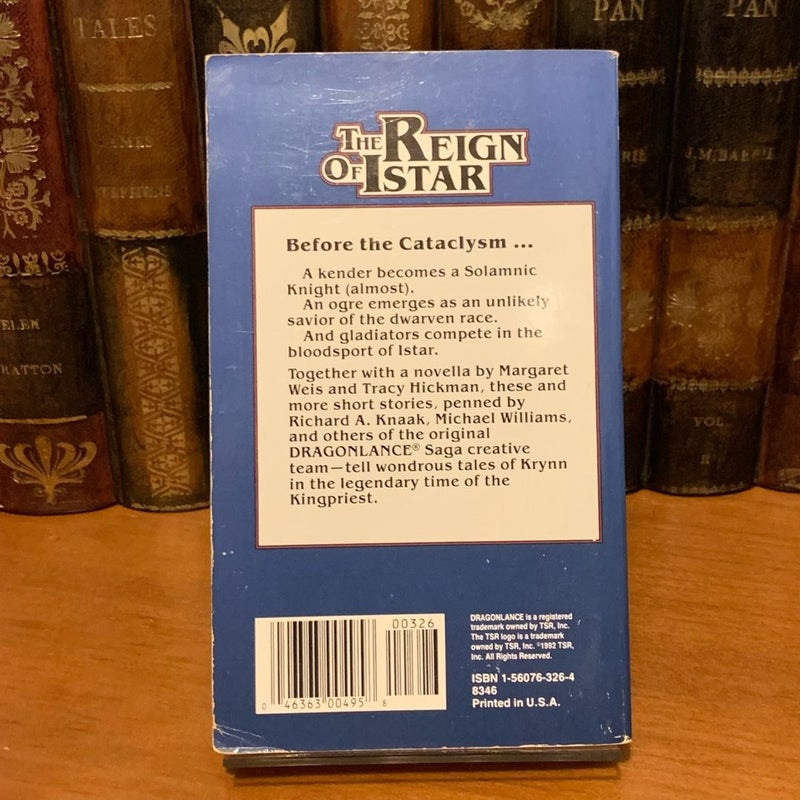 TALES
JAMES
STEPHENS
PAN
PAN
J.M. BARRIE
VOL
II
THE REIGN
OF ISTAR
Before the Cataclysm ...
A kender becomes a Solamnic
Knight (almost).
An ogre emerges as an unlikely
savior of the dwarven race.
And gladiators compete in the
bloodsport of Istar.
Together with a novella by Margaret
Weis and Tracy Hickman, these and
more short stories, penned by
Richard A. Knaak, Michael Williams,
and others of the original
DRAGONLANCE® Saga creative
team—tell wondrous tales of Krynn
in the legendary time of the
Kingpriest.
00326
0 46363 00495 8
DRAGONLANCE is a registered
trademark owned by TSR, Inc.
The TSR logo is a trademark
owned by TSR, Inc. ©1992 TSR,
Inc. All Rights Reserved.
ISBN 1-56076-326-4
8346
Printed in U.S.A.